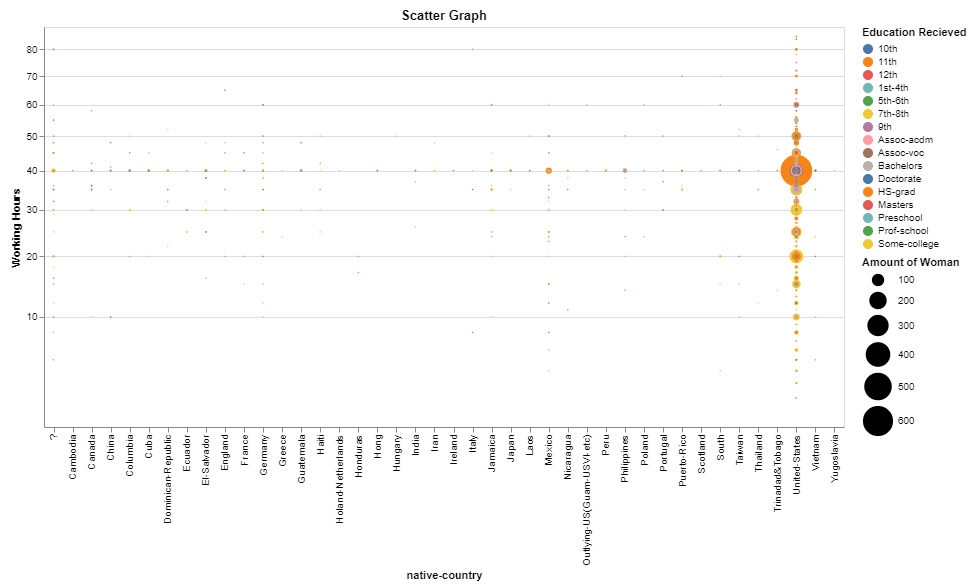 Scatter Graph
Working Hours
80
70
60
50
40
30
20
10
?
Cambodia
Canada
China
Columbia
Cuba
Dominican-Republic
Ecuador
El-Salvador
England
France
Germany
Greece
Guatemala
Haiti
Holand-Netherlands
Honduras
Hong
Hungary
India
Iran
Ireland
Italy
Jamaica
Japan
Laos
Mexico
Nicaragua
Outlying-US(Guam-USVI-etc)
Peru
Philippines
Poland
Portugal
Puerto-Rico
Scotland
South
Taiwan
Thailand
Trinadad&Tobago
United-States
Vietnam
Yugoslavia
native-country
Education Recieved
10th
11th
12th
1st-4th
5th-6th
7th-8th
9th
Assoc-acdm
Assoc-voc
Bachelors
Doctorate
HS-grad
Masters
Preschool
Prof-school
Some-college
Amount of Woman
100
200
300
400
500
600